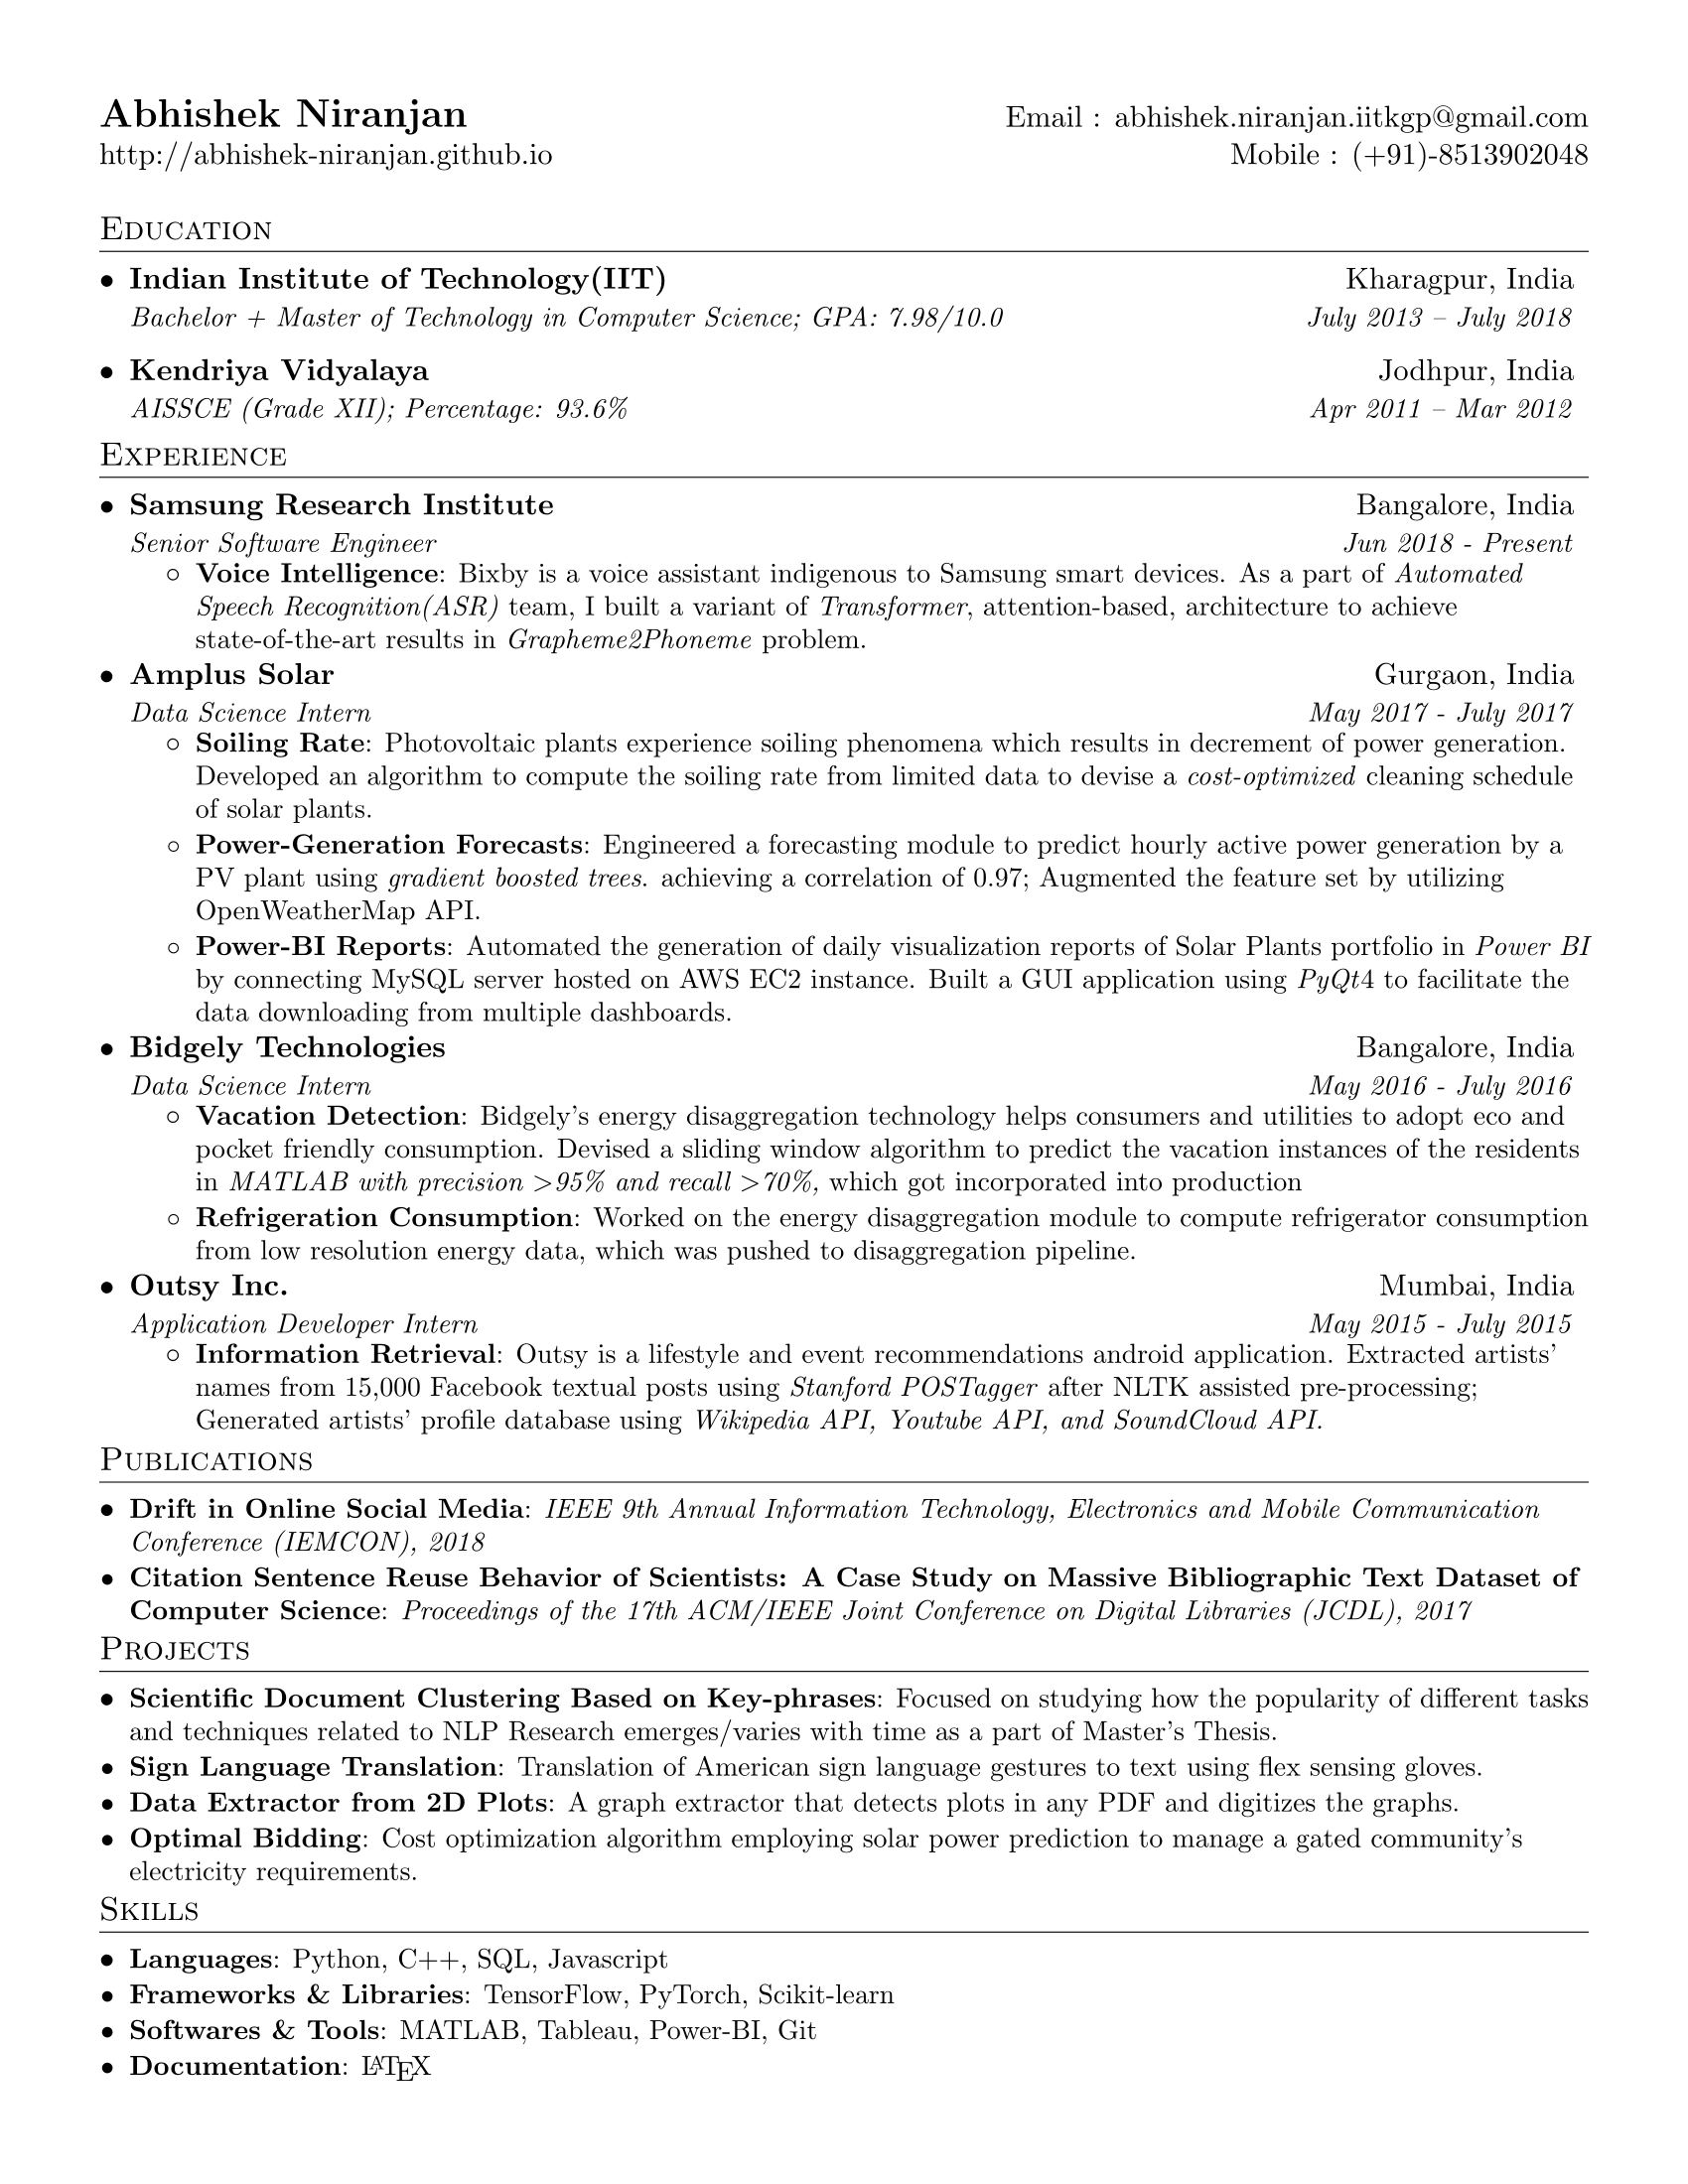 Abhishek Niranjan Email : abhishek.niranjan.iitkgp@gmail.com
http://abhishek-niranjan.github.io Mobile : (+91)-8513902048
Education
• Indian Institute of Technology(IIT) Kharagpur, India
Bachelor + Master of Technology in Computer Science; GPA: 7.98/10.0 July 2013 – July 2018
• Kendriya Vidyalaya Jodhpur, India
AISSCE (Grade XII); Percentage: 93.6% Apr 2011 – Mar 2012
Experience
• Samsung Research Institute Bangalore, India
Senior Software Engineer Jun 2018 - Present
◦ Voice Intelligence: Bixby is a voice assistant indigenous to Samsung smart devices. As a part of Automated
Speech Recognition(ASR) team, I built a variant of Transformer, attention-based, architecture to achieve
state-of-the-art results in Grapheme2Phoneme problem.
• Amplus Solar Gurgaon, India
Data Science Intern May 2017 - July 2017
◦ Soiling Rate: Photovoltaic plants experience soiling phenomena which results in decrement of power generation.
Developed an algorithm to compute the soiling rate from limited data to devise a cost-optimized cleaning schedule
of solar plants.
◦ Power-Generation Forecasts: Engineered a forecasting module to predict hourly active power generation by a
PV plant using gradient boosted trees. achieving a correlation of 0.97; Augmented the feature set by utilizing
OpenWeatherMap API.
◦ Power-BI Reports: Automated the generation of daily visualization reports of Solar Plants portfolio in Power BI
by connecting MySQL server hosted on AWS EC2 instance. Built a GUI application using PyQt4 to facilitate the
data downloading from multiple dashboards.
• Bidgely Technologies Bangalore, India
Data Science Intern May 2016 - July 2016
◦ Vacation Detection: Bidgely's energy disaggregation technology helps consumers and utilities to adopt eco and
pocket friendly consumption. Devised a sliding window algorithm to predict the vacation instances of the residents
in MATLAB with precision >95% and recall >70%, which got incorporated into production
◦ Refrigeration Consumption: Worked on the energy disaggregation module to compute refrigerator consumption
from low resolution energy data, which was pushed to disaggregation pipeline.
• Outsy Inc. Mumbai, India
Application Developer Intern May 2015 - July 2015
◦ Information Retrieval: Outsy is a lifestyle and event recommendations android application. Extracted artists'
names from 15,000 Facebook textual posts using Stanford POSTagger after NLTK assisted pre-processing;
Generated artists' profile database using Wikipedia API, Youtube API, and SoundCloud API.
Publications
• Drift in Online Social Media: IEEE 9th Annual Information Technology, Electronics and Mobile Communication
Conference (IEMCON), 2018
• Citation Sentence Reuse Behavior of Scientists: A Case Study on Massive Bibliographic Text Dataset of
Computer Science: Proceedings of the 17th ACM/IEEE Joint Conference on Digital Libraries (JCDL), 2017
Projects
• Scientific Document Clustering Based on Key-phrases: Focused on studying how the popularity of different tasks
and techniques related to NLP Research emerges/varies with time as a part of Master's Thesis.
• Sign Language Translation: Translation of American sign language gestures to text using flex sensing gloves.
• Data Extractor from 2D Plots: A graph extractor that detects plots in any PDF and digitizes the graphs.
• Optimal Bidding: Cost optimization algorithm employing solar power prediction to manage a gated community's
electricity requirements.
Skills
• Languages: Python, C++, SQL, Javascript
• Frameworks & Libraries: TensorFlow, PyTorch, Scikit-learn
• Softwares & Tools: MATLAB, Tableau, Power-BI, Git
• Documentation: LATEX